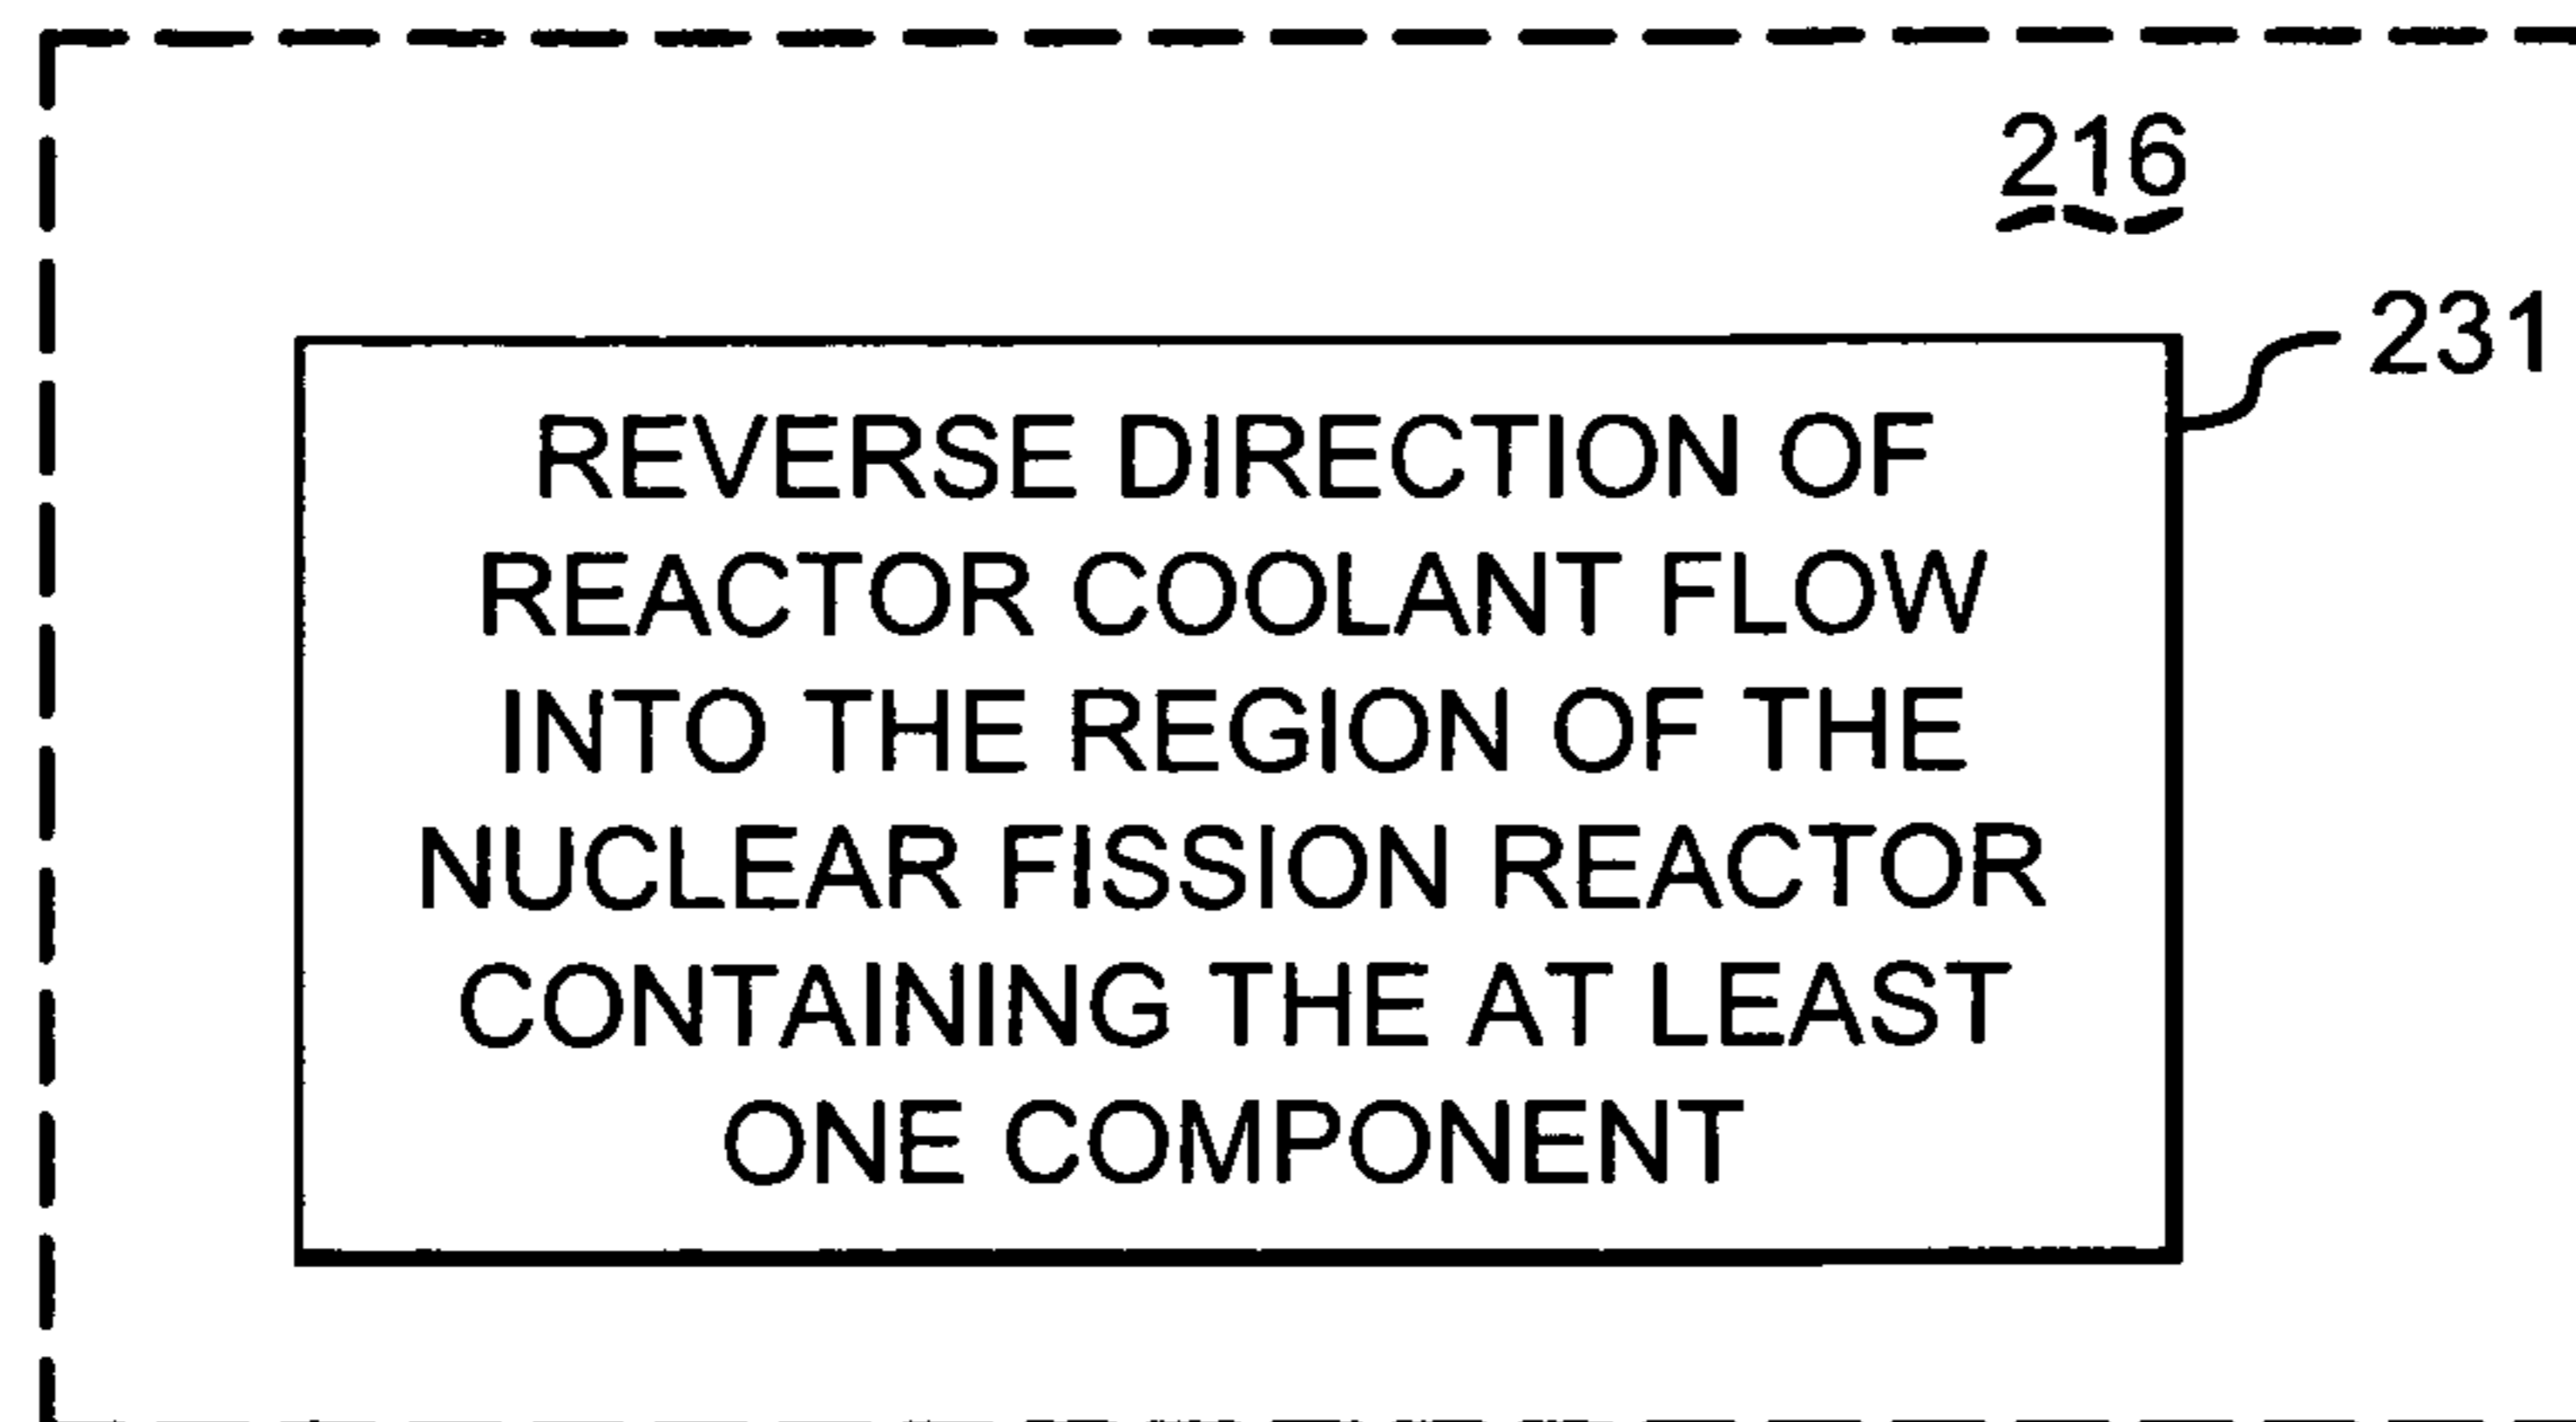 216
231
REVERSE DIRECTION OF
REACTOR COOLANT FLOW
INTO THE REGION OF THE
NUCLEAR FISSION REACTOR
CONTAINING THE AT LEAST
ONE COMPONENT